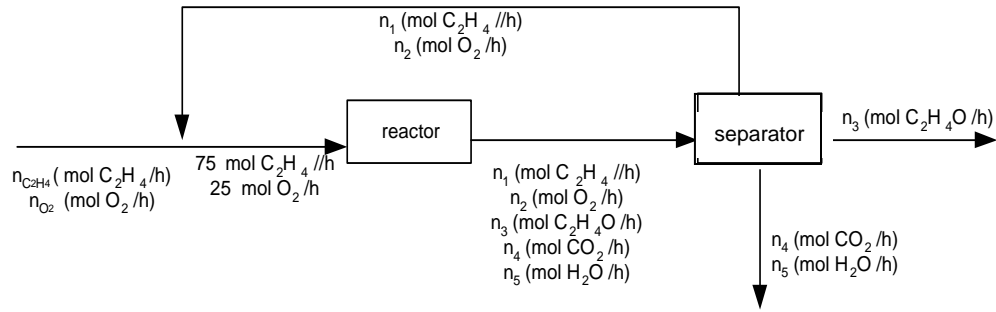 n₁ (mol C₂H₄ //h)
n₂ (mol O₂ /h)
reactor
separator
n₃ (mol C₂H₄O /h)
75 mol C₂H₄ //h
25 mol O₂ /h
n_C₂H₄ ( mol C₂H₄ /h)
n_O₂ (mol O₂ /h)
n₁ (mol C₂H₄ //h)
n₂ (mol O₂ /h)
n₃ (mol C₂H₄O /h)
n₄ (mol CO₂ /h)
n₅ (mol H₂O /h)
n₄ (mol CO₂ /h)
n₅ (mol H₂O /h)